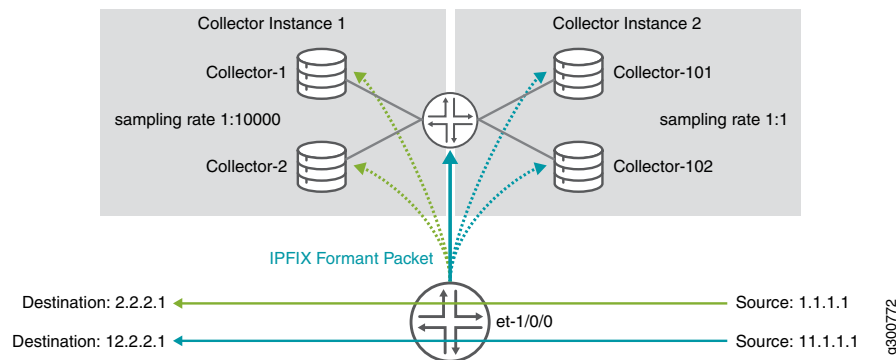 Collector Instance 1
Collector Instance 2
Collector-1
Collector-101
sampling rate 1:10000
sampling rate 1:1
Collector-2
Collector-102
IPFIX Formant Packet
Destination: 2.2.2.1
Source: 1.1.1.1
et-1/0/0
Destination: 12.2.2.1
Source: 11.1.1.1
g300772